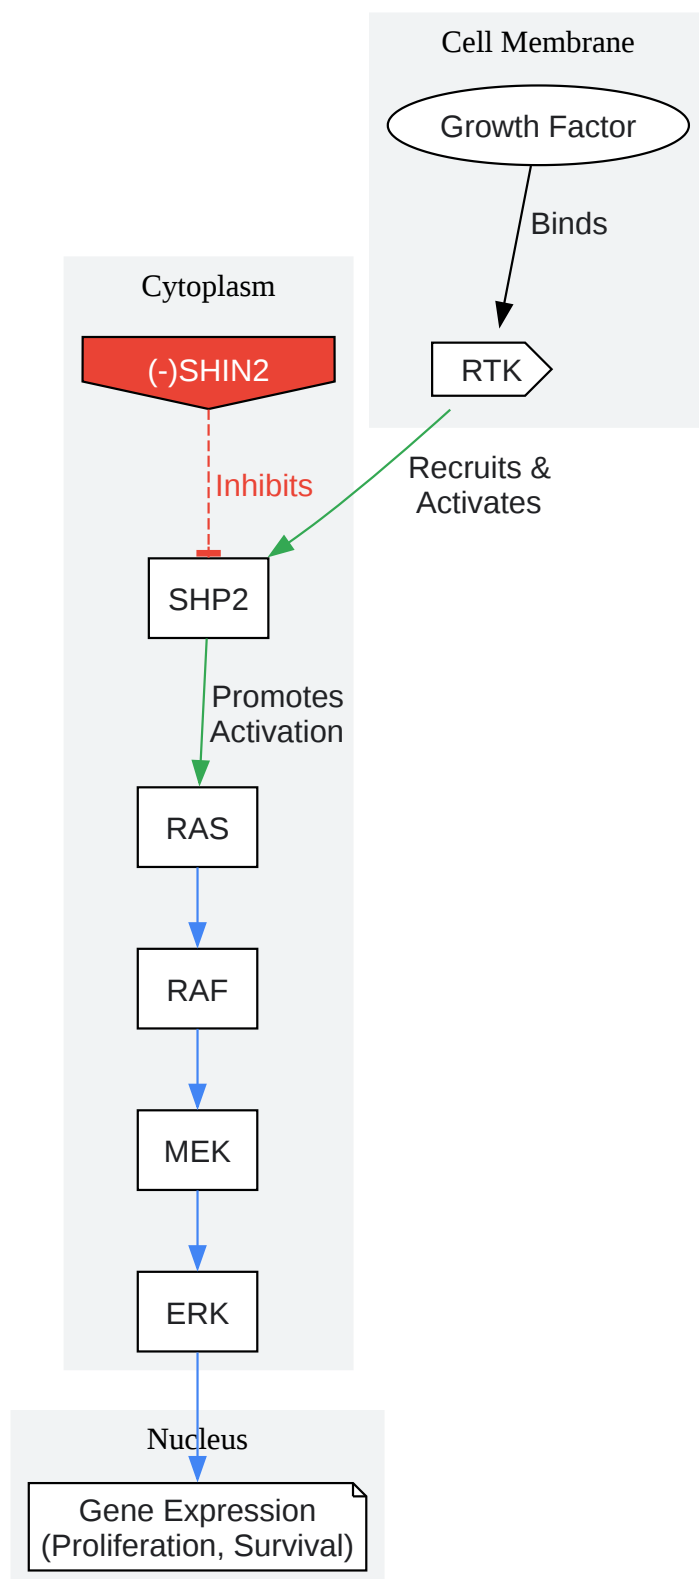 Cell Membrane
Growth Factor
Binds
Cytoplasm
(-)SHIN2
RTK
Recruits &
Activates
Inhibits
SHP2
Promotes
Activation
RAS
RAF
MEK
ERK
Nucleus
Gene Expression
(Proliferation, Survival)